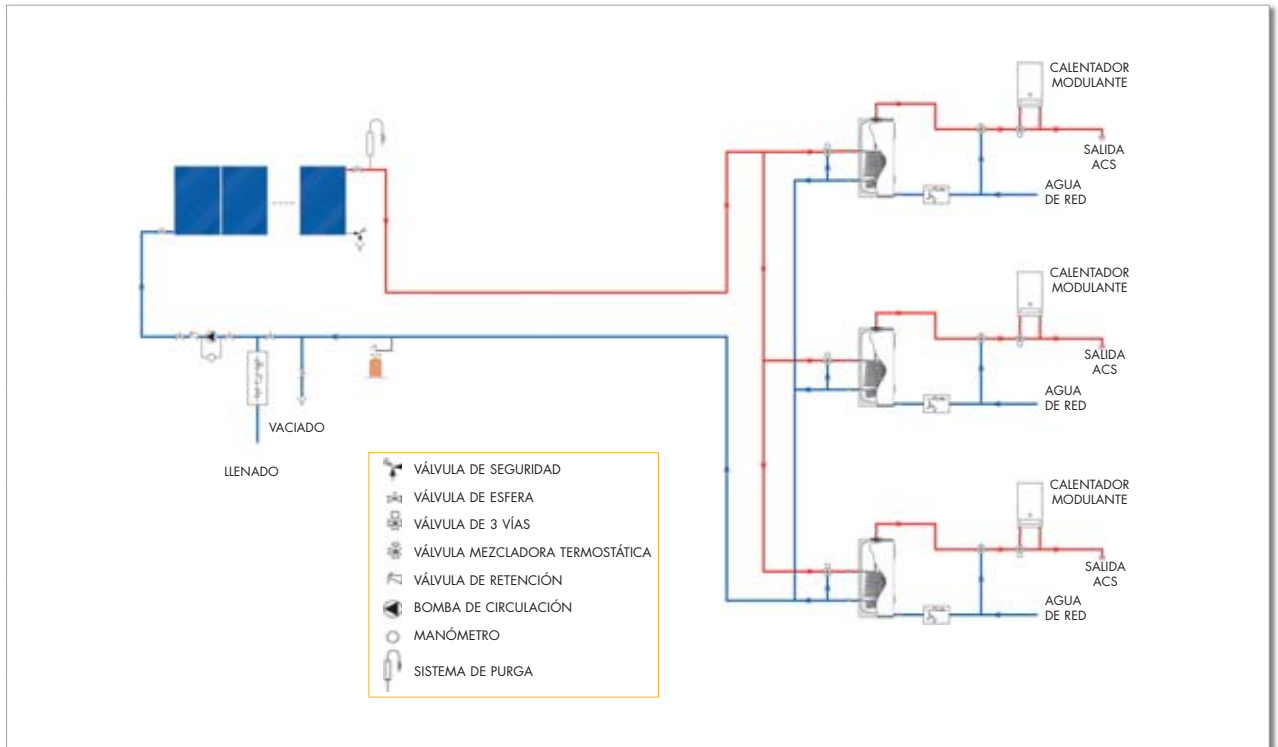 CALENTADOR
MODULANTE
SALIDA
ACS
AGUA
DE RED
CALENTADOR
MODULANTE
SALIDA
ACS
AGUA
DE RED
VACIADO
LLENADO
VÁLVULA DE SEGURIDAD
VÁLVULA DE ESFERA
VÁLVULA DE 3 VÍAS
VÁLVULA MEZCLADORA TERMOSTÁTICA
VÁLVULA DE RETENCIÓN
BOMBA DE CIRCULACIÓN
MANÓMETRO
SISTEMA DE PURGA
CALENTADOR
MODULANTE
SALIDA
ACS
AGUA
DE RED